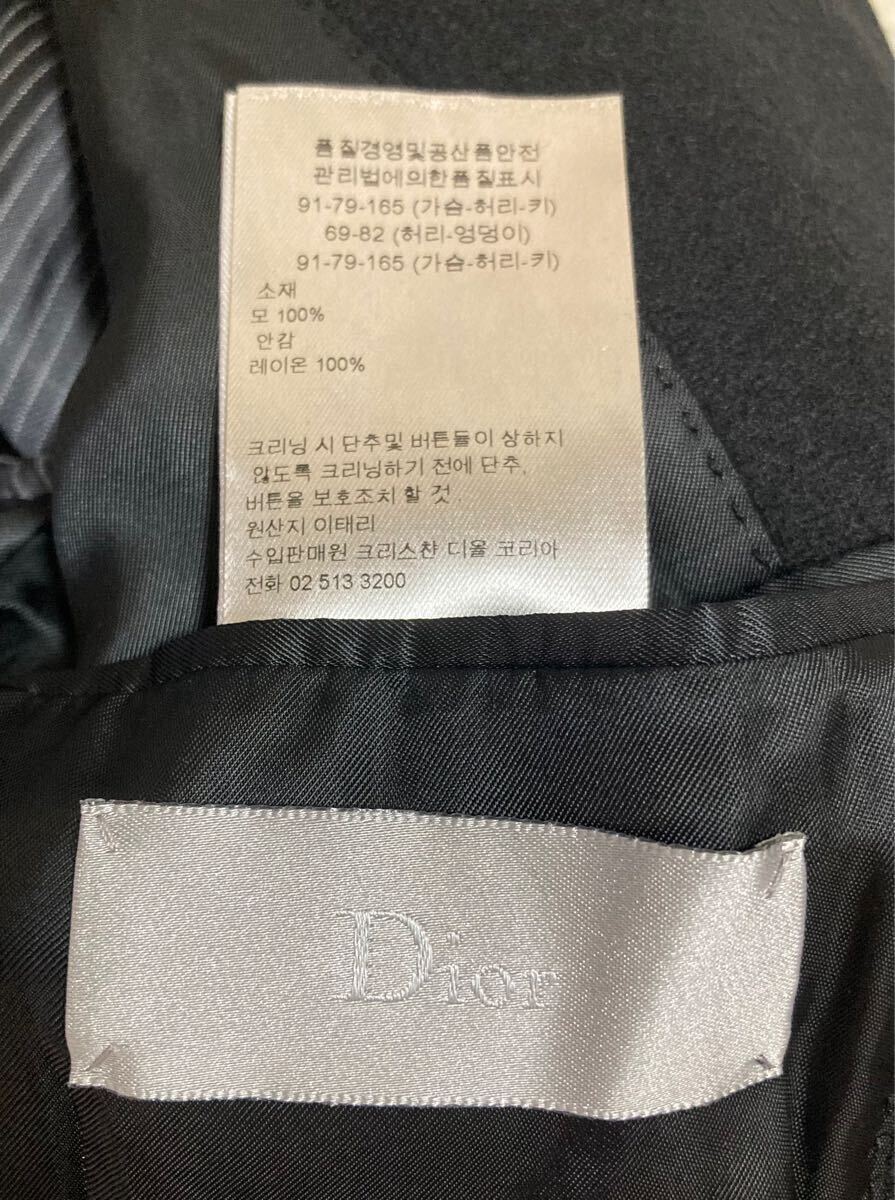 품질경영및공산품안전
관리법에의한품질표시
91-79-165 (가슴-허리-키)
69-82 (허리-엉덩이)
91-79-165 (가슴-허리-키)
소재
모 100%
안감
레이온 100%
크리닝 시 단추및 버튼들이 상하지
않도록 크리닝하기 전에 단추,
버튼을 보호조치 할 것 .
원산지 이태리
수입판매원 크리스챤 디올 코리아
전화 02 513 3200
Dior